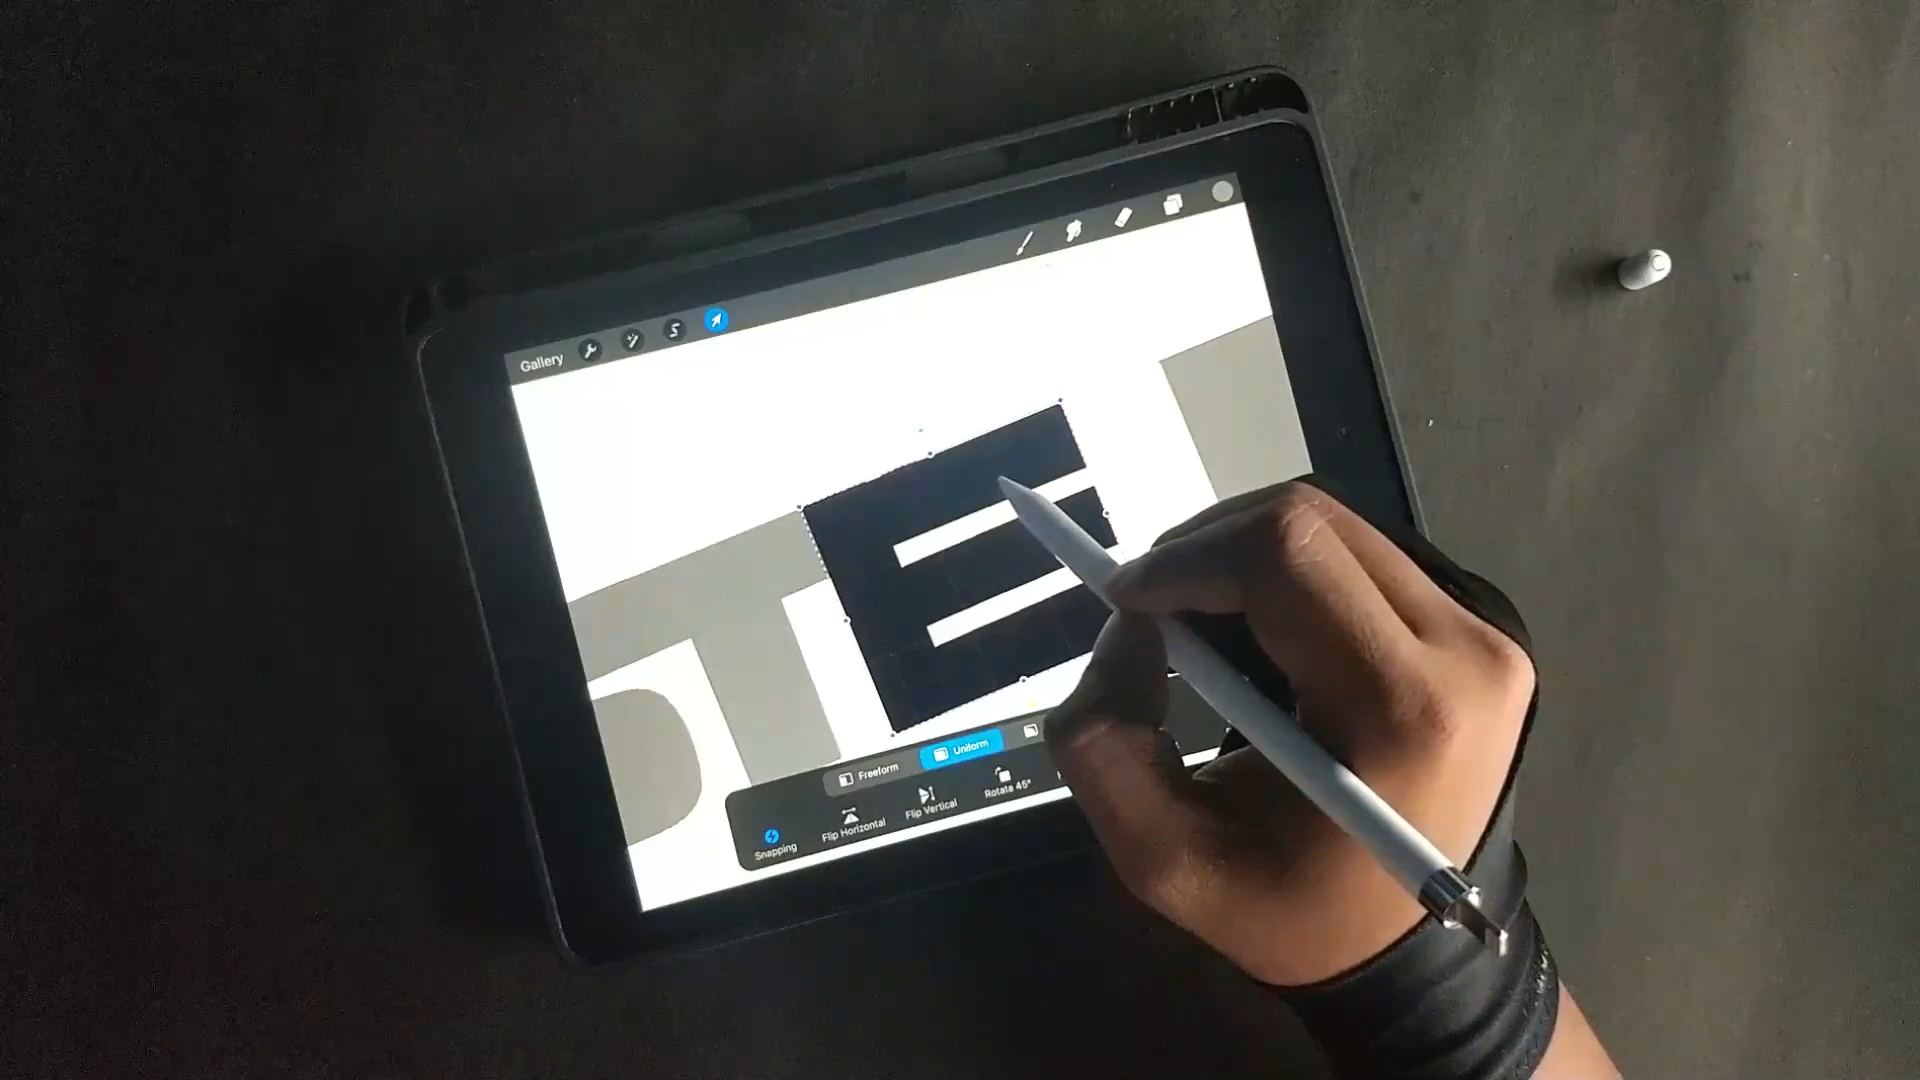 Gallery
E
Freeform
Uniform
Snapping
Flip Horizontal
Flip Vertical
Rotate 45°